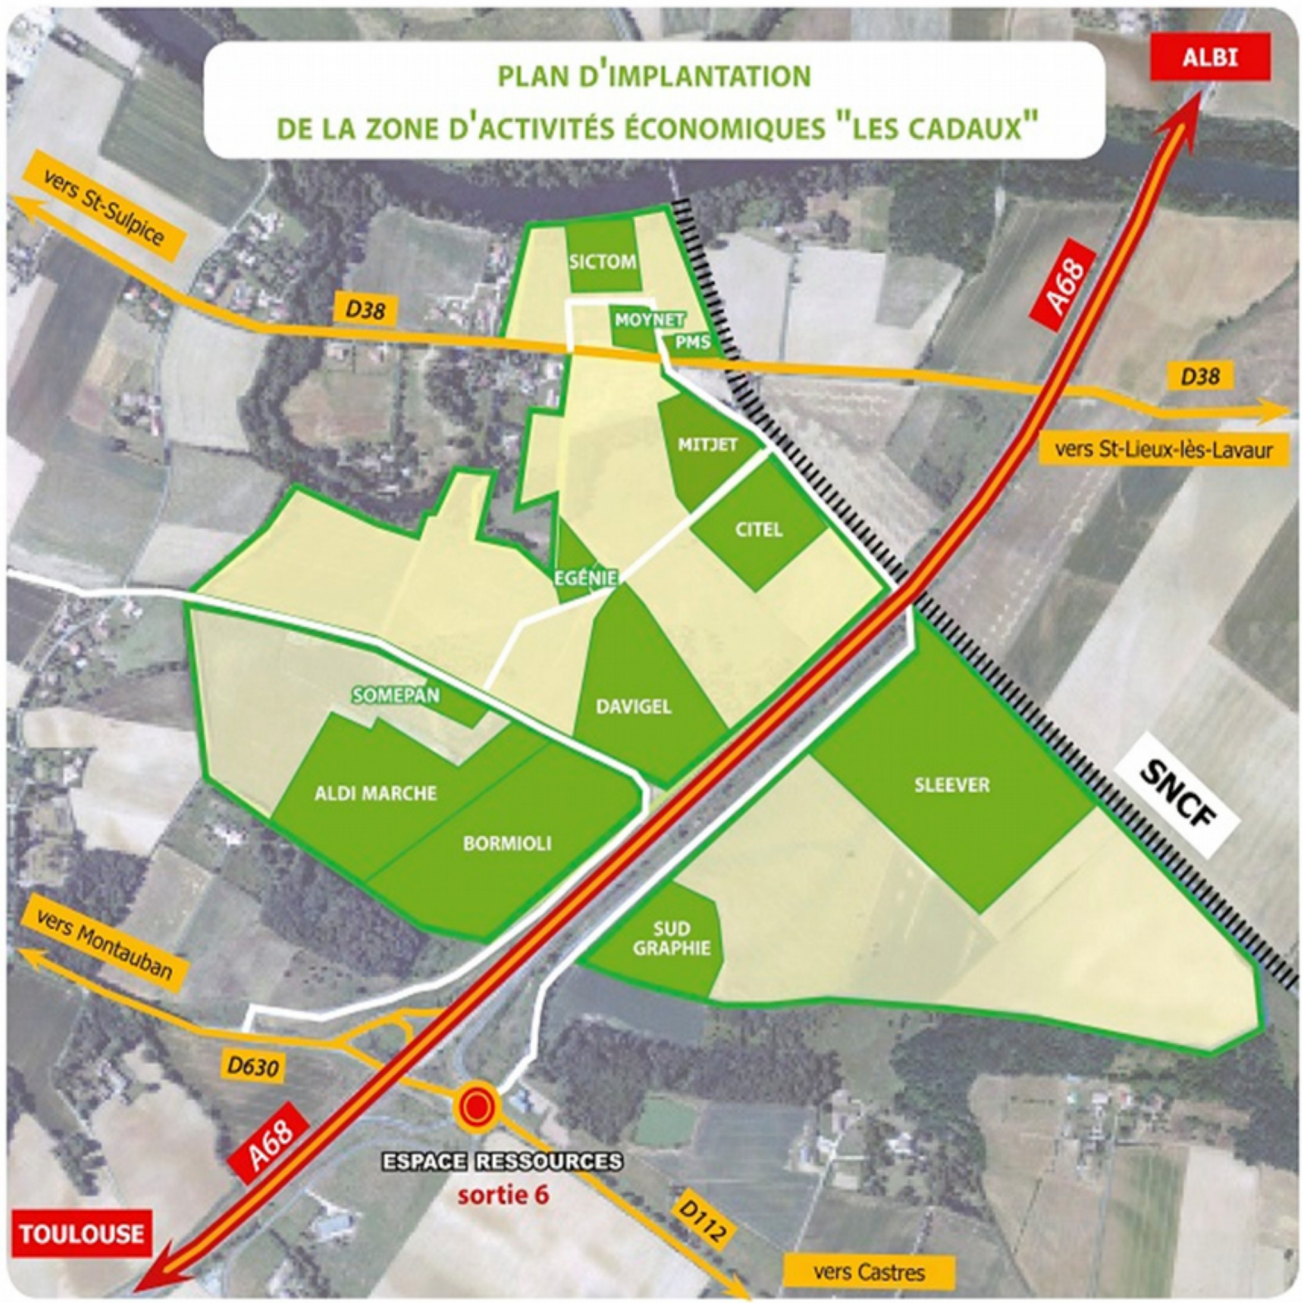 PLAN D'IMPLANTATION
DE LA ZONE D'ACTIVITÉS ÉCONOMIQUES "LES CADAUX"
ALBI
vers St-Sulpice
A68
SICTOM
D38
MOYNET
PMS
D38
MITJET
vers St-Lieux-lès-Lavaur
CITEL
EGÉNIE
SOMEPAN
DAVIGEL
SLEEVER
ALDI MARCHE
SNCF
BORMIOLI
vers Montauban
SUD
GRAPHIE
D630
A68
ESPACE RESSOURCES
sortie 6
D112
TOULOUSE
vers Castres